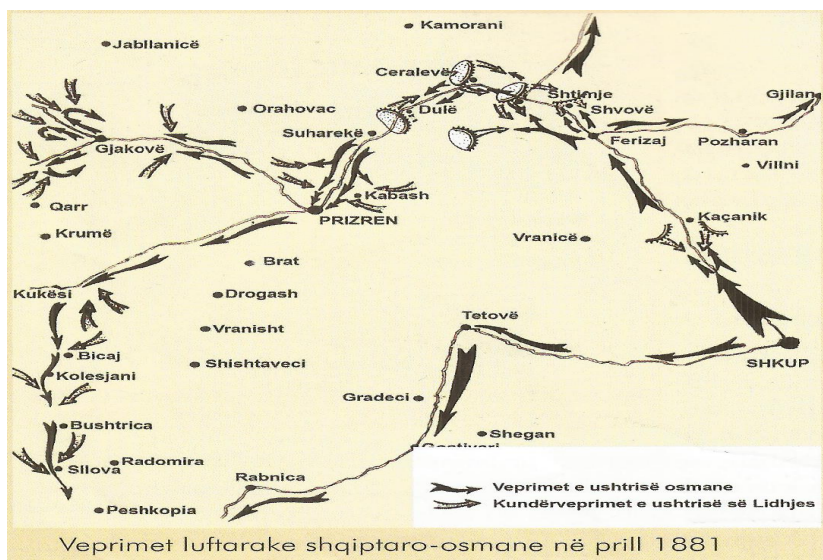 Kamorani
Jabllanicë
Ceralevë
Shtimje
Gjilan
Orahovac
Dulë
Shvovë
Suharekë
Gjakovë
Ferizaj
Pozharan
Villni
Kabash
Qarr
PRIZREN
Kaçanik
Krumë
Vranicë
Brat
Kukësi
Drogash
Tetovë
Vranisht
Bicaj
Shishtaveci
SHKUP
Kolesjani
Gradeci
Bushtrica
Shegan
Radomira
Sllova
Rabnica
Veprimet e ushtrisë osmane
Kundërveprimet e ushtrisë së Lidhjes
Peshkopia
Veprimet luftarake shqiptaro-osmane në prill 1881